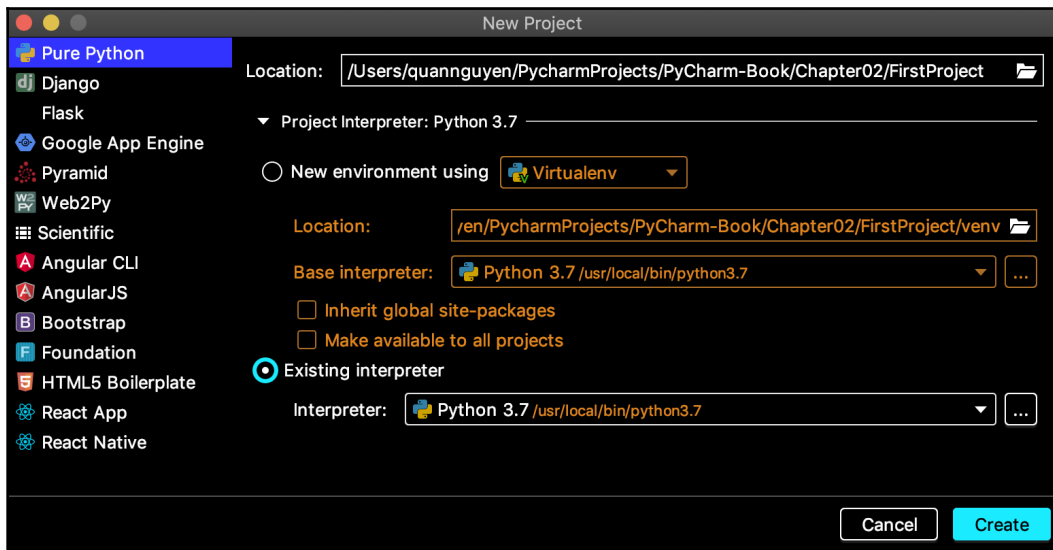 New Project
Pure Python
Django
Flask
Google App Engine
Pyramid
Web2Py
Scientific
Angular CLI
AngularJS
Bootstrap
Foundation
HTML5 Boilerplate
React App
React Native
Location: /Users/quannguyen/PycharmProjects/PyCharm-Book/Chapter02/FirstProject
Project Interpreter: Python 3.7
New environment using Virtualenv
Location: /en/PycharmProjects/PyCharm-Book/Chapter02/FirstProject/venv
Base interpreter: Python 3.7 /usr/local/bin/python3.7 ...
Inherit global site-packages
Make available to all projects
Existing interpreter
Interpreter: Python 3.7 /usr/local/bin/python3.7 ...
Cancel Create